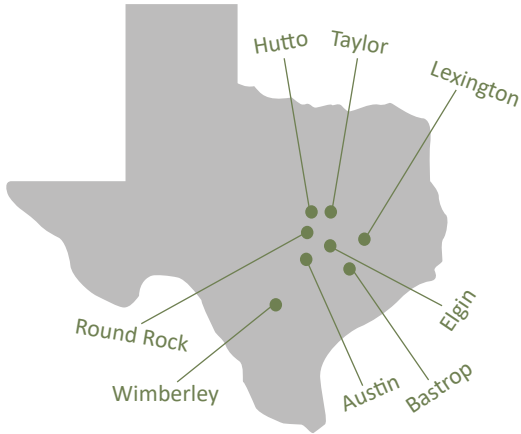 Hutto
Taylor
Lexington
Round Rock
Elgin
Wimberley
Austin
Bastrop